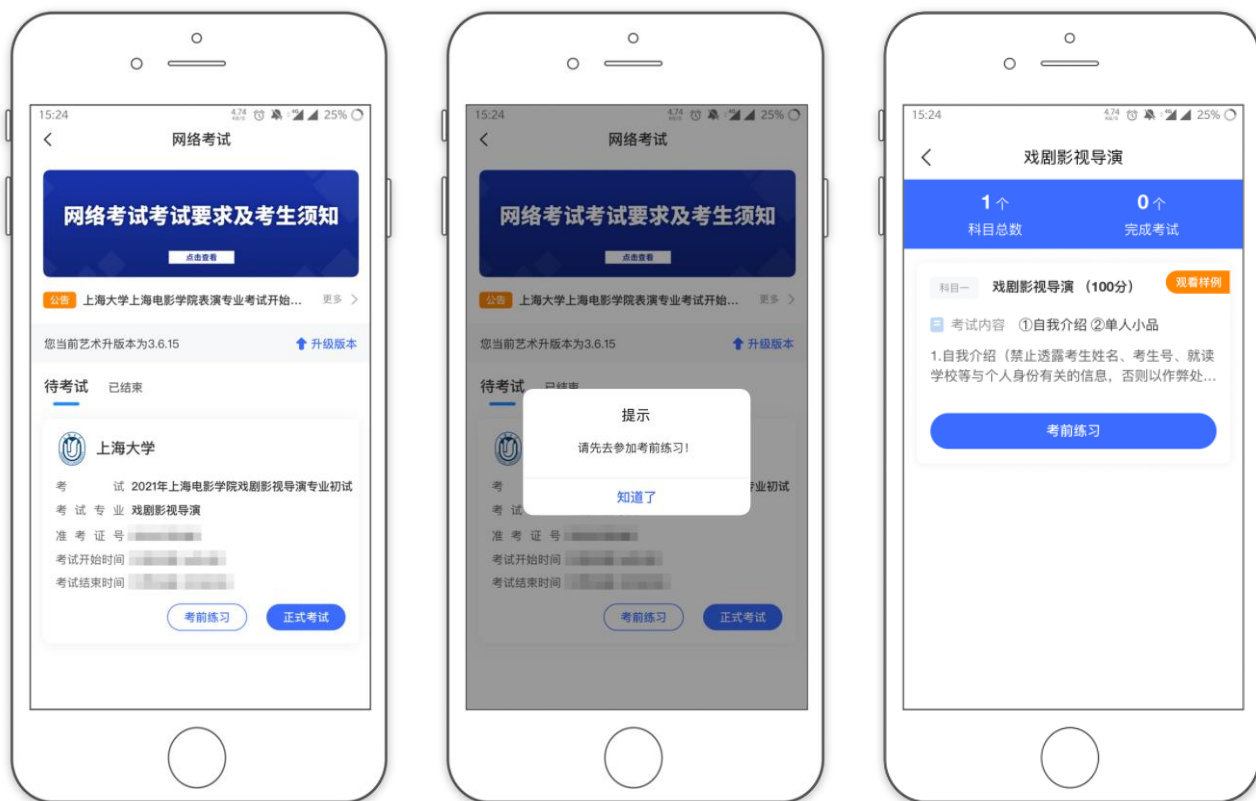 15:24
4.74
KB/S
4G
25%
网络考试
网络考试考试要求及考生须知
点击查看
公告 上海大学上海电影学院表演专业考试开始... 更多
您当前艺术升版本为3.6.15 升级版本
待考试 已结束
上海大学
考 试 2021年上海电影学院戏剧影视导演专业初试
考试专业 戏剧影视导演
准考证号
考试开始时间
考试结束时间
考前练习 正式考试
15:24
4.74
KB/S
4G
25%
网络考试
网络考试考试要求及考生须知
点击查看
公告 上海大学上海电影学院表演专业考试开始... 更多
您当前艺术升版本为3.6.15 升级版本
待考试 已结束
提示
请先去参加考前练习!
知道了
考 专业初试
考试
准考证号
考试开始时间
考试结束时间
考前练习 正式考试
15:24
4.74
KB/S
4G
25%
戏剧影视导演
1个 0个
科目总数 完成考试
科目一 戏剧影视导演 (100分) 观看样例
考试内容 ①自我介绍 ②单人小品
1.自我介绍（禁止透露考生姓名、考生号、就读
学校等与个人身份有关的信息，否则以作弊处...
考前练习